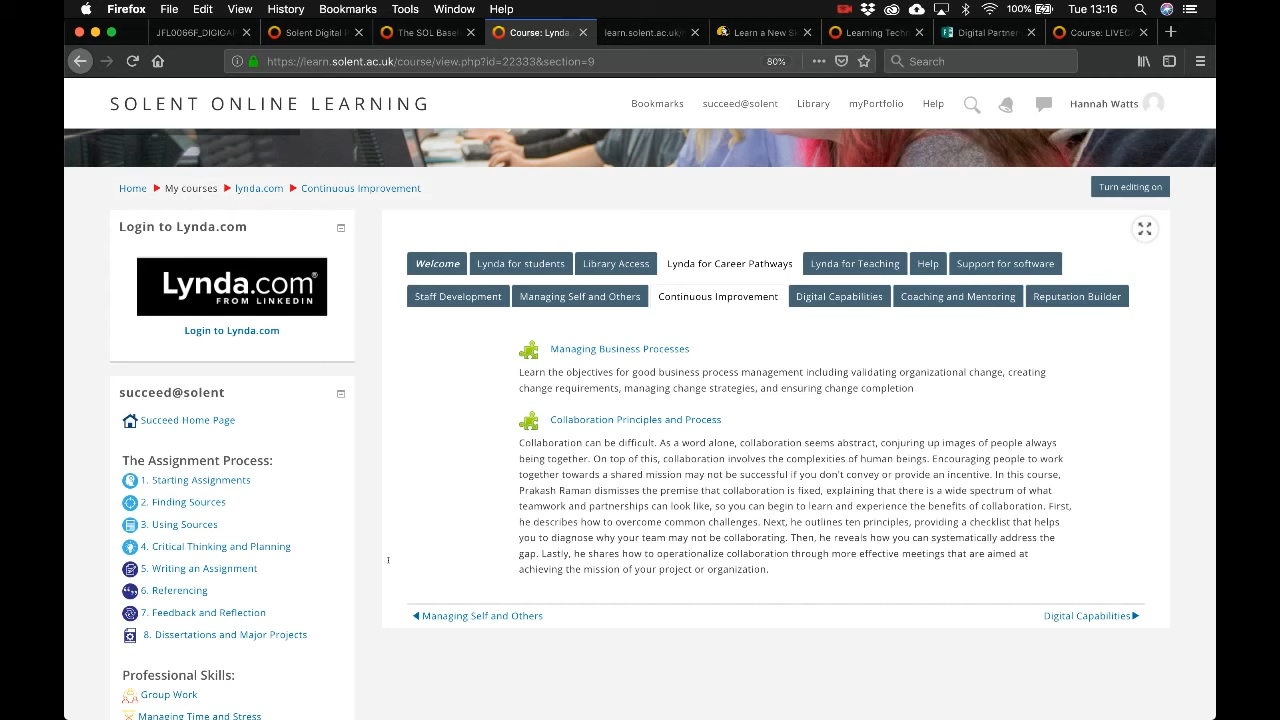 Firefox File Edit View History Bookmarks Tools Window Help 100% Tue 13:16
JFL0066F_DIGIGAI Solent Digital The SOL Base Course: Lynda. learn.solent.ac.uk/ Learn a New S Learning Techn Digital Partner Course: LIVEC
https://learn.solent.ac.uk/course/view.php?id=22333&section=9 80% Search
SOLENT ONLINE LEARNING
Bookmarks succeed@solent Library myPortfolio Help Hannah Watts
Home My courses lynda.com Continuous Improvement
Turn editing on
Login to Lynda.com
Lynda.com®
FROM LINKEDIN
Login to Lynda.com
succeed@solent
Succeed Home Page
The Assignment Process:
1. Starting Assignments
2. Finding Sources
3. Using Sources
4. Critical Thinking and Planning
5. Writing an Assignment
6. Referencing
7. Feedback and Reflection
8. Dissertations and Major Projects
Professional Skills:
Group Work
Managing Time and Stress
Welcome Lynda for students Library Access Lynda for Career Pathways Lynda for Teaching Help Support for software
Staff Development Managing Self and Others Continuous Improvement Digital Capabilities Coaching and Mentoring Reputation Builder
Managing Business Processes
Learn the objectives for good business process management including validating organizational change, creating
change requirements, managing change strategies, and ensuring change completion
Collaboration Principles and Process
Collaboration can be difficult. As a word alone, collaboration seems abstract, conjuring up images of people always
being together. On top of this, collaboration involves the complexities of human beings. Encouraging people to work
together towards a shared mission may not be successful if you don't convey or provide an incentive. In this course,
Prakash Raman dismisses the premise that collaboration is fixed, explaining that there is a wide spectrum of what
teamwork and partnerships can look like, so you can begin to learn and experience the benefits of collaboration. First,
he describes how to overcome common challenges. Next, he outlines ten principles, providing a checklist that helps
you to diagnose why your team may not be collaborating. Then, he reveals how you can systematically address the
gap. Lastly, he shares how to operationalize collaboration through more effective meetings that are aimed at
achieving the mission of your project or organization.
Managing Self and Others
Digital Capabilities